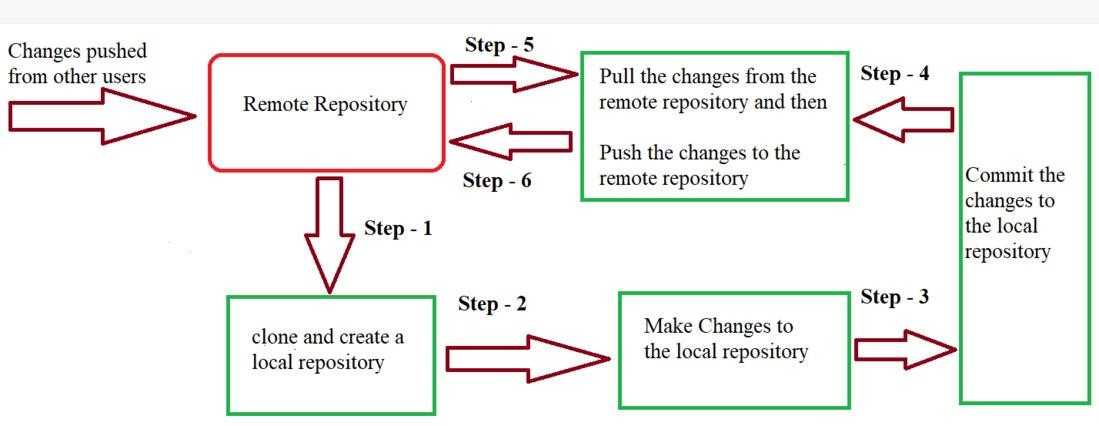 Changes pushed
from other users
Remote Repository
Step - 5
Pull the changes from the
remote repository and then
Push the changes to the
remote repository
Step - 4
Step - 6
Commit the
changes to
the local
repository
Step - 1
clone and create a
local repository
Step - 2
Make Changes to
the local repository
Step - 3